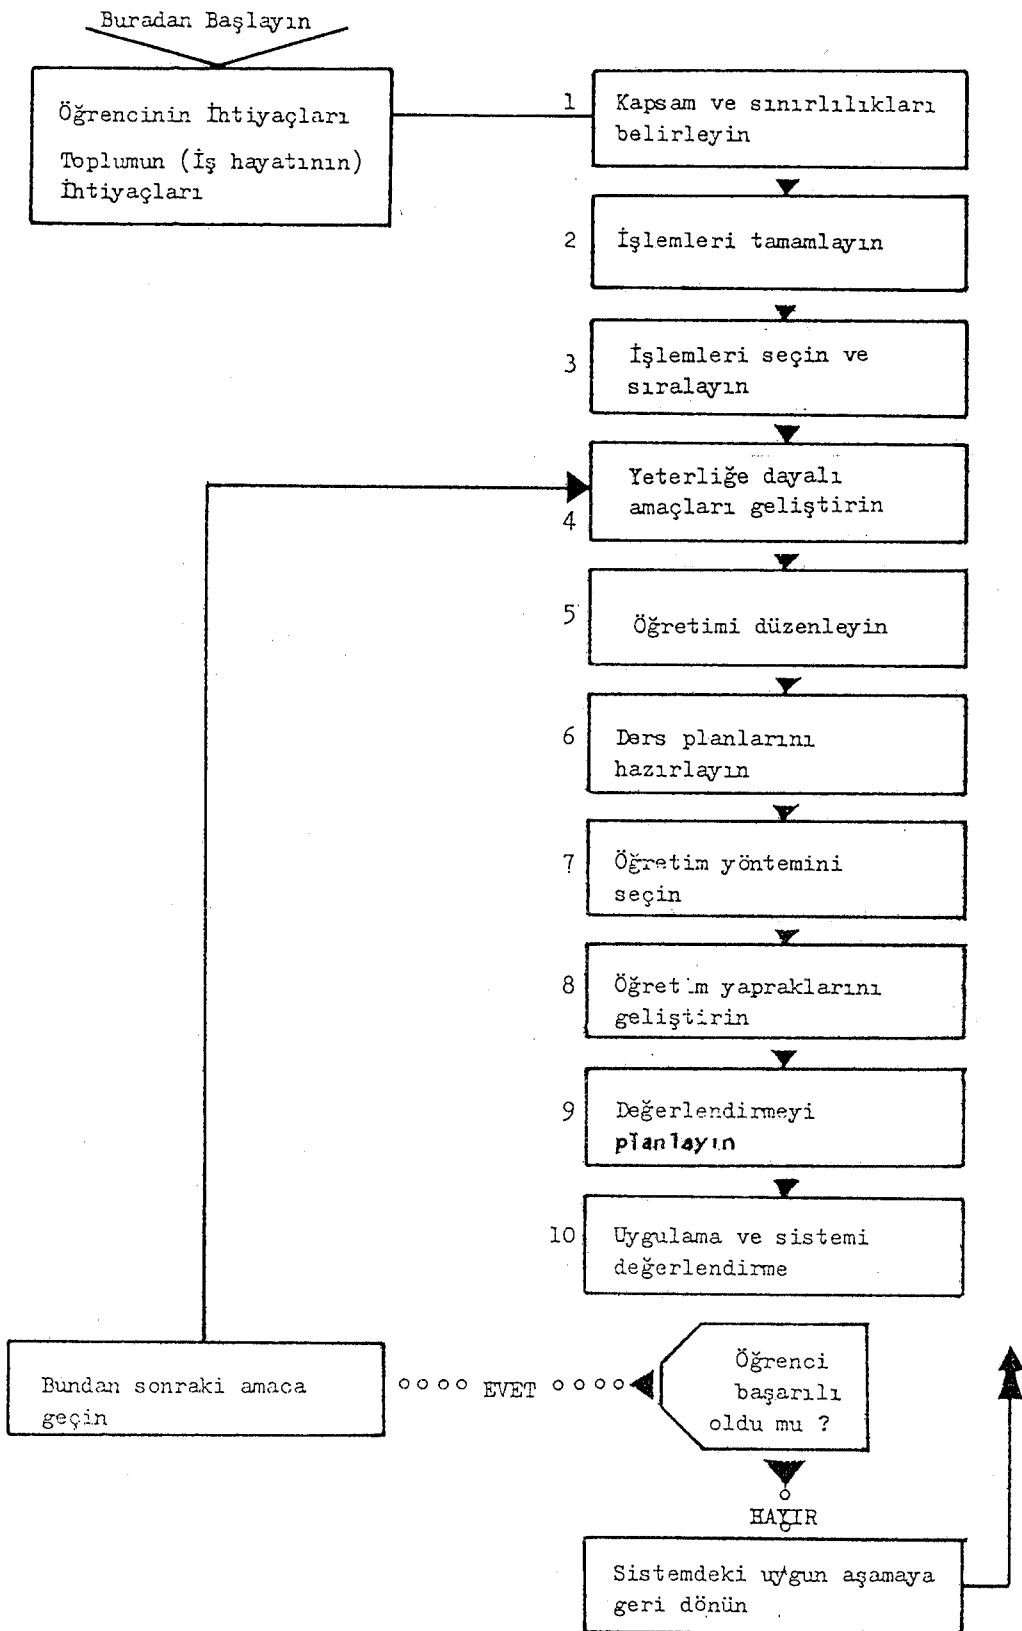 Buradan Başlayın
Öğrencinin İhtiyaçları
Toplumun (İş hayatının)
İhtiyaçları
1
Kapsam ve sınırlılıkları
belirleyin
2
İşlemleri tamamlayın
3
İşlemleri seçin ve
sıralayın
4
Yeterliğe dayalı
amaçları geliştirin
5
Öğretimi düzenleyin
6
Ders planlarını
hazırlayın
7
Öğretim yöntemini
seçin
8
Öğretim yapraklarını
geliştirin
9
Değerlendirmeyi
planlayın
10
Uygulama ve sistemi
değerlendirme
Öğrenci
başarılı
oldu mu ?
EVET
Bundan sonraki amaca
geçin
HAYIR
Sistemdeki uygun aşamaya
geri dönün